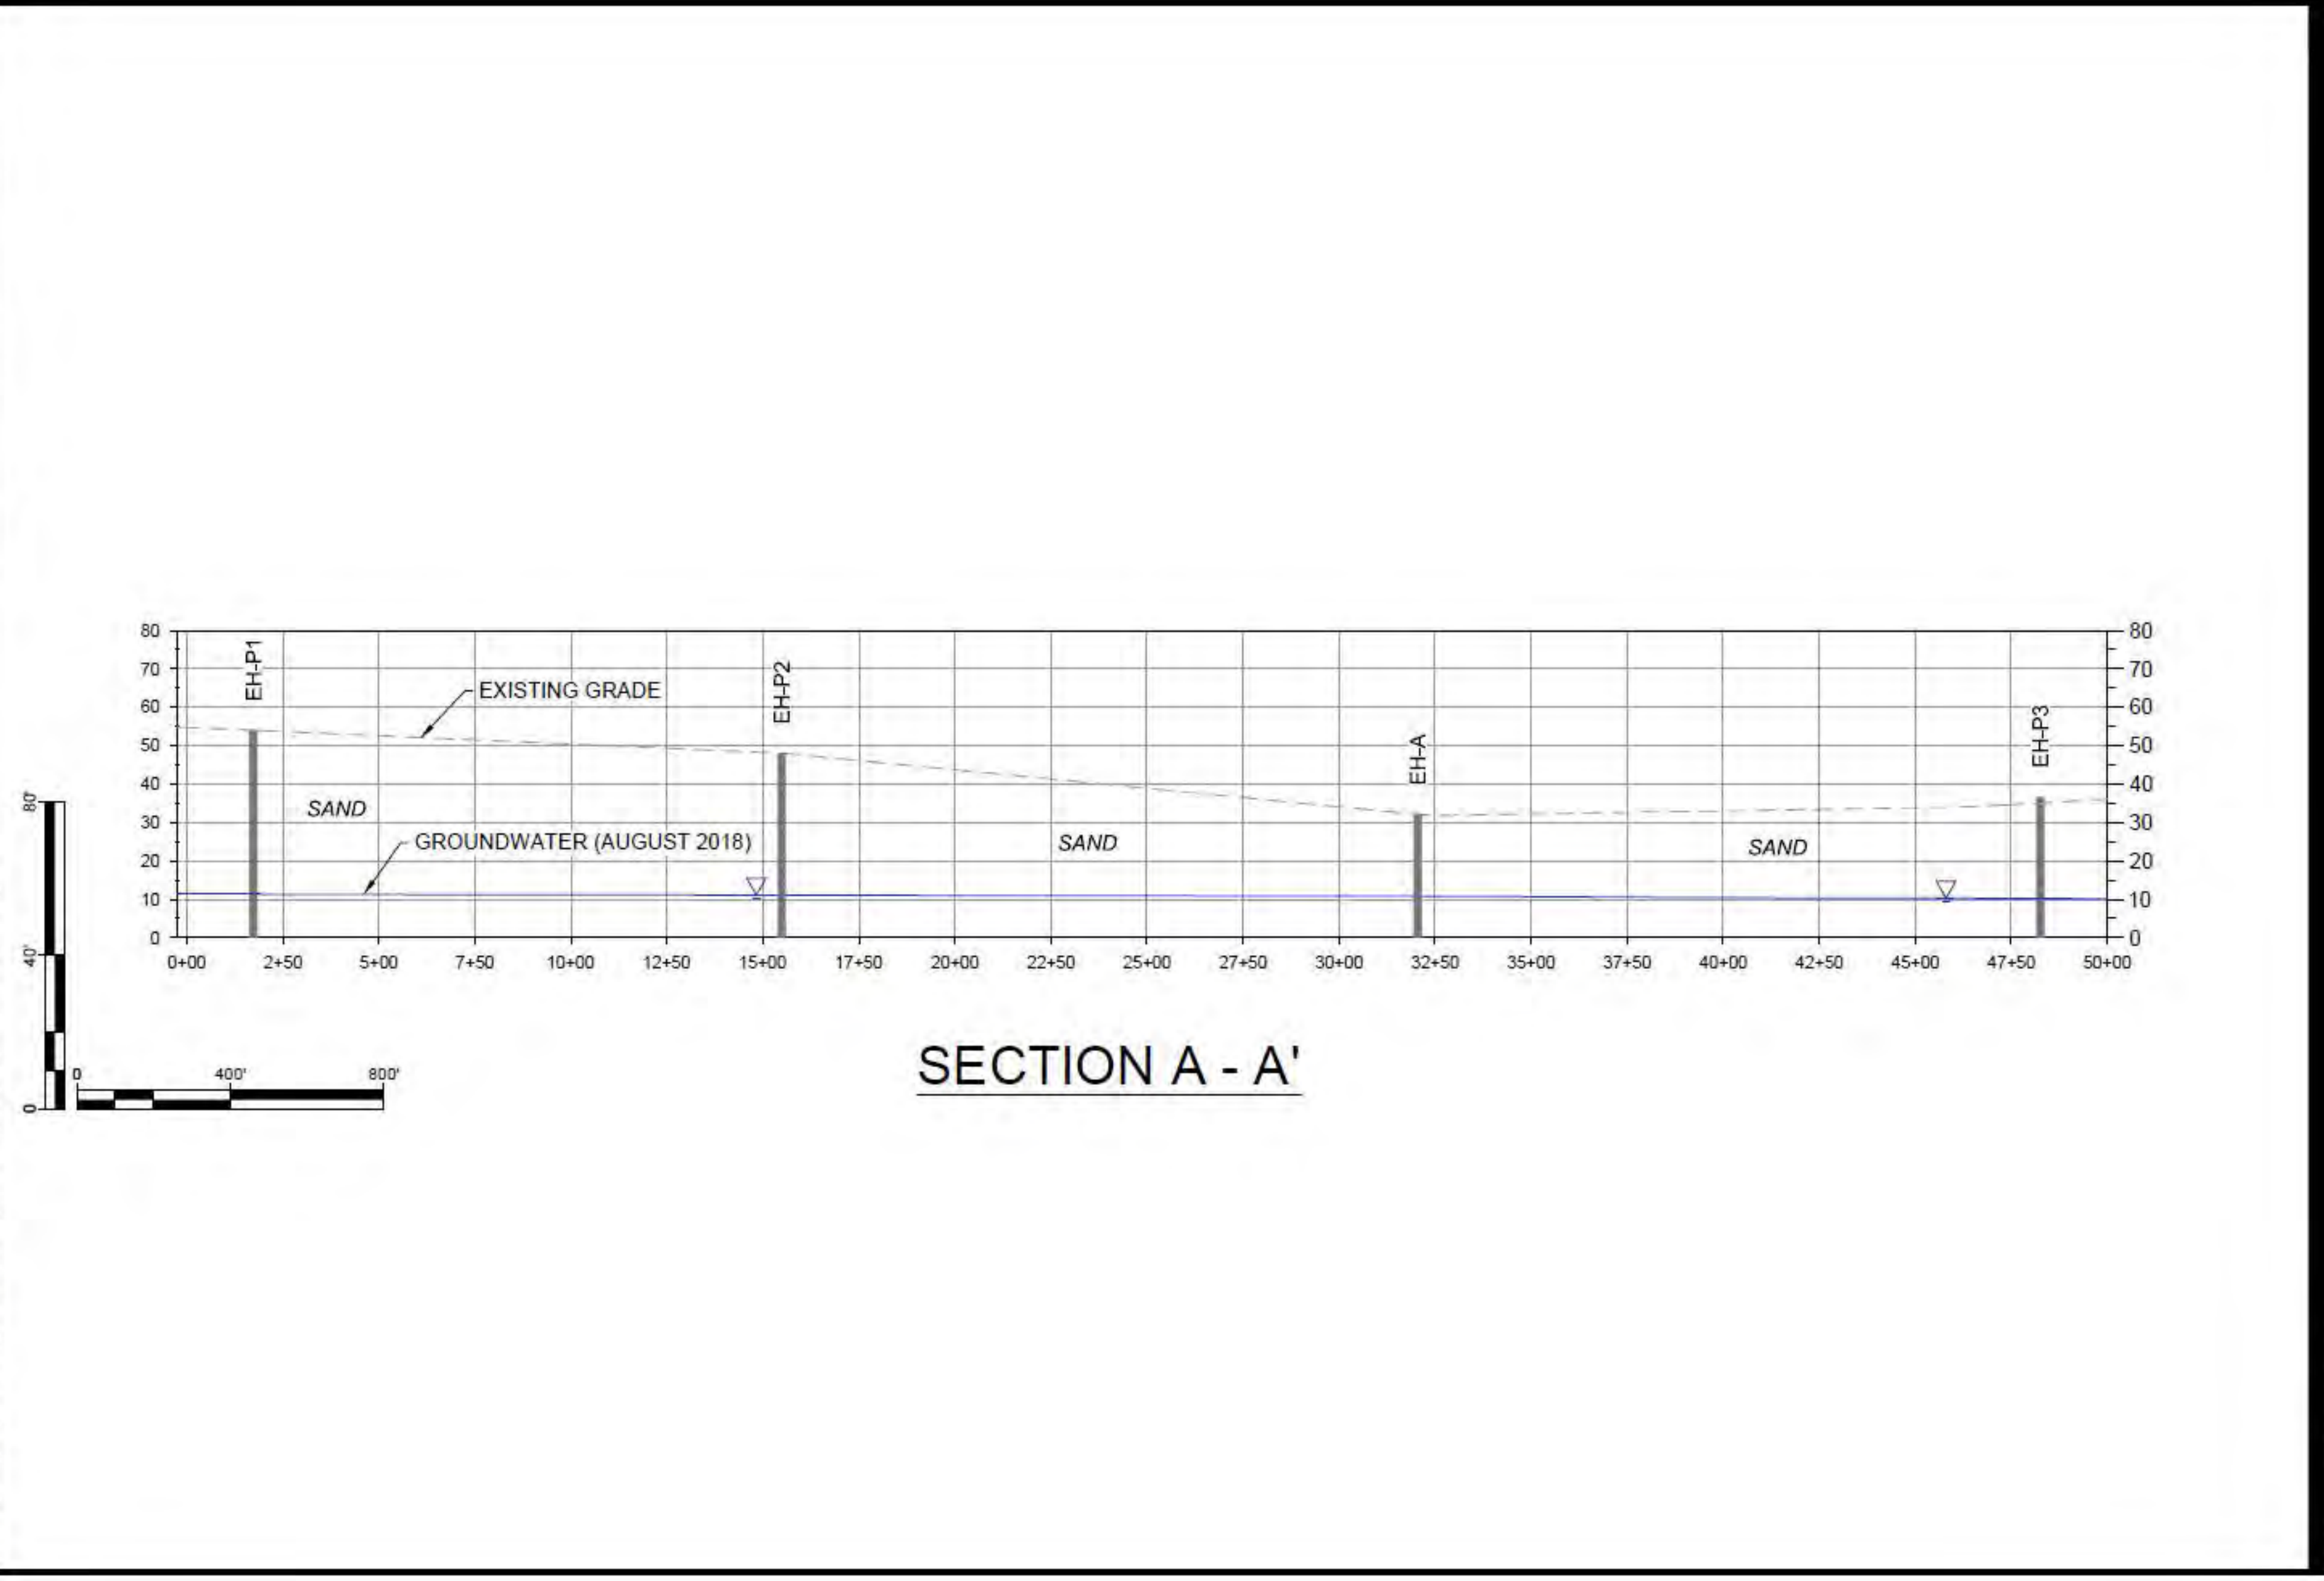 80
70
60
50
40
30
20
10
0
80
70
60
50
40
30
20
10
0
EH-P1
EH-P2
EH-A
EH-P3
EXISTING GRADE
SAND
GROUNDWATER (AUGUST 2018)
SAND
SAND
0+00 2+50 5+00 7+50 10+00 12+50 15+00 17+50 20+00 22+50 25+00 27+50 30+00 32+50 35+00 37+50 40+00 42+50 45+00 47+50 50+00
80'
40'
0
0 400' 800'
SECTION A - A'